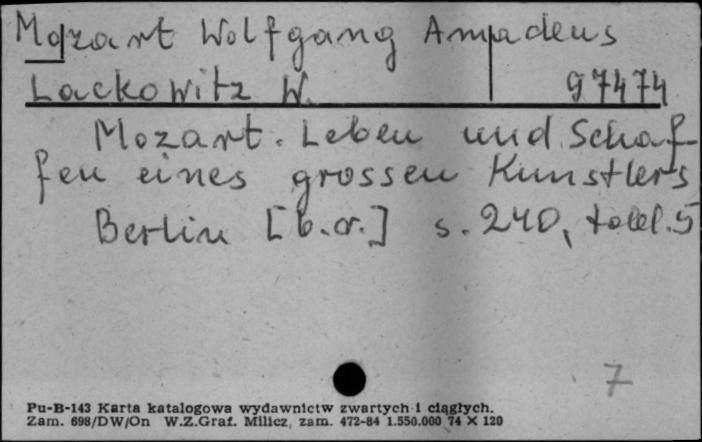 Mozart Wolfgang Amadeus
Lackowitz W. 97474
Mozart. Leben und Schaf-
fen eines grossen Kunstlers
Berlin [b.r.] s. 240, tabl. 5
7
Pu-B-143 Karta katalogowa wydawnictw zwartych i ciągłych.
Zam. 698/DW/On W.Z.Graf. Milicz, zam. 472-84 1.550.000 74 X 120